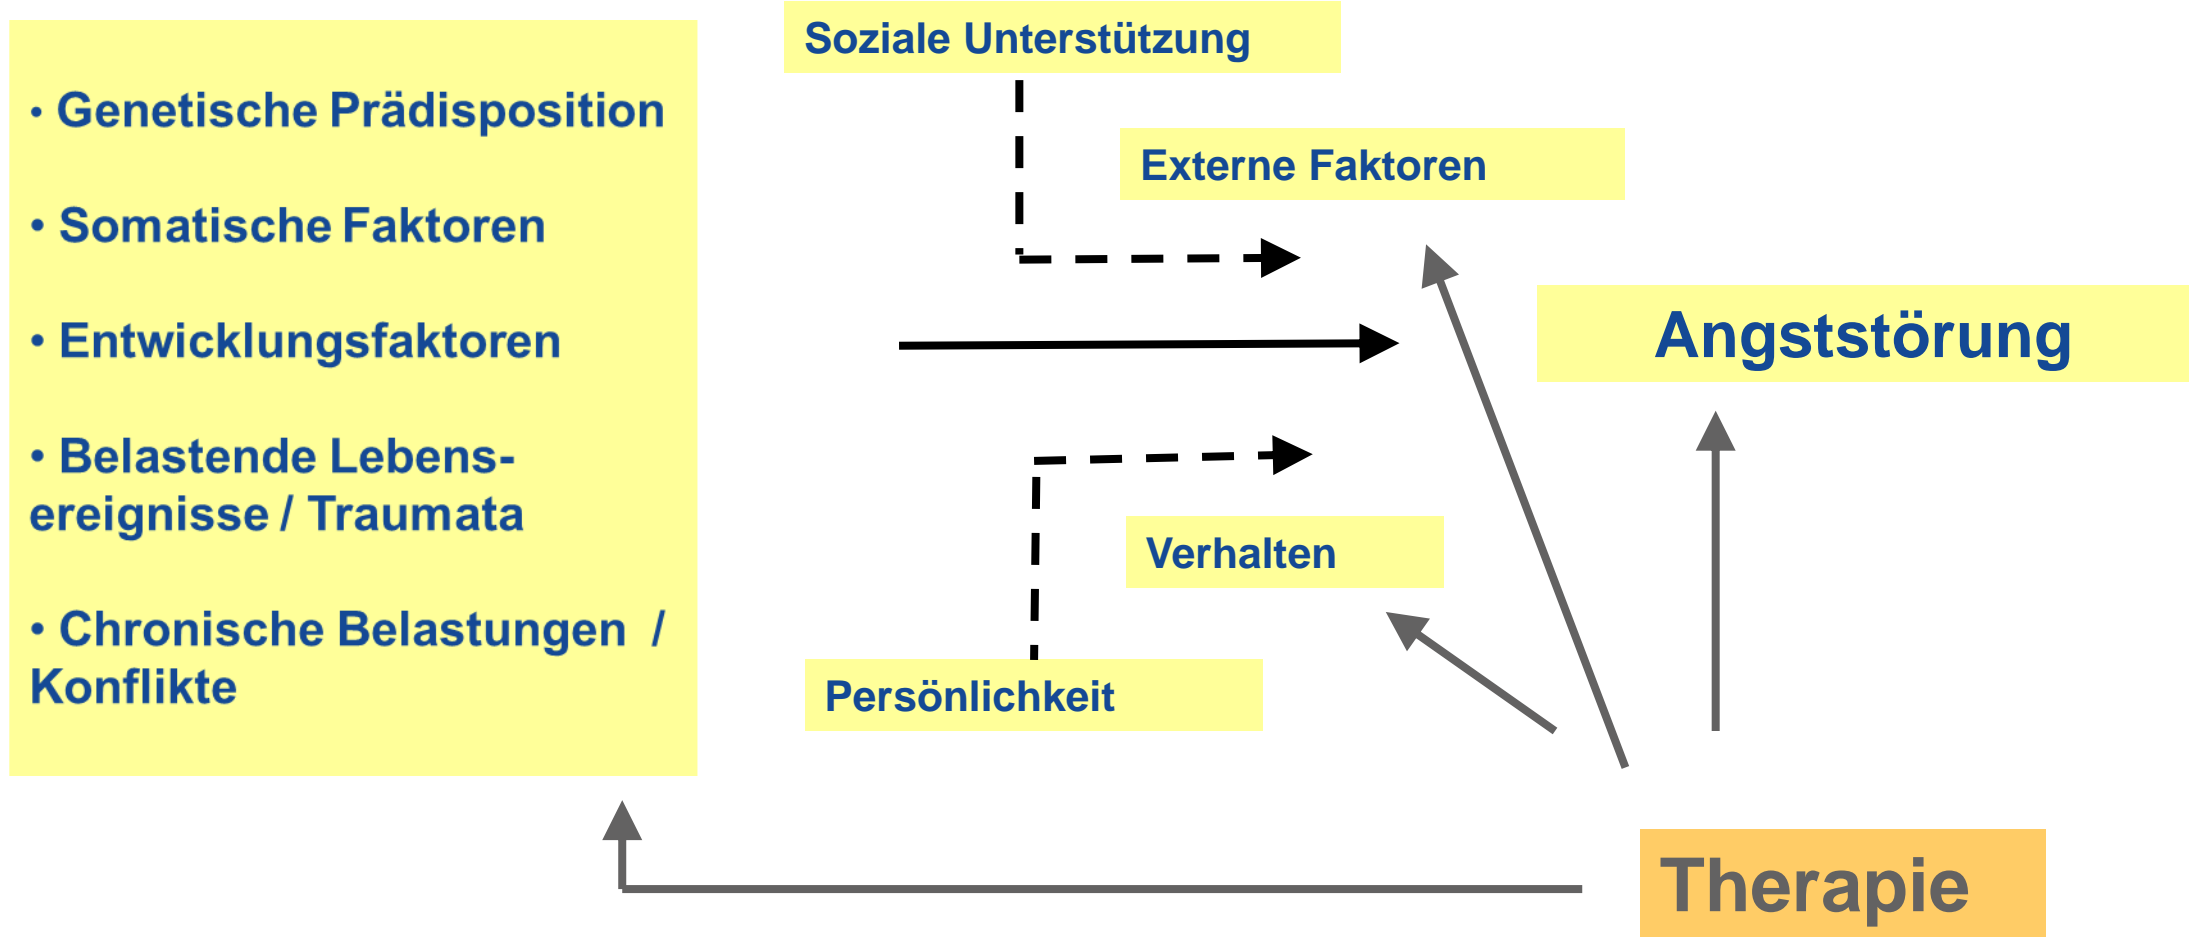 • Genetische Prädisposition
• Somatische Faktoren
• Entwicklungsfaktoren
• Belastende Lebens-
ereignisse / Traumata
• Chronische Belastungen /
Konflikte
Soziale Unterstützung
Externe Faktoren
Angststörung
Verhalten
Persönlichkeit
Therapie